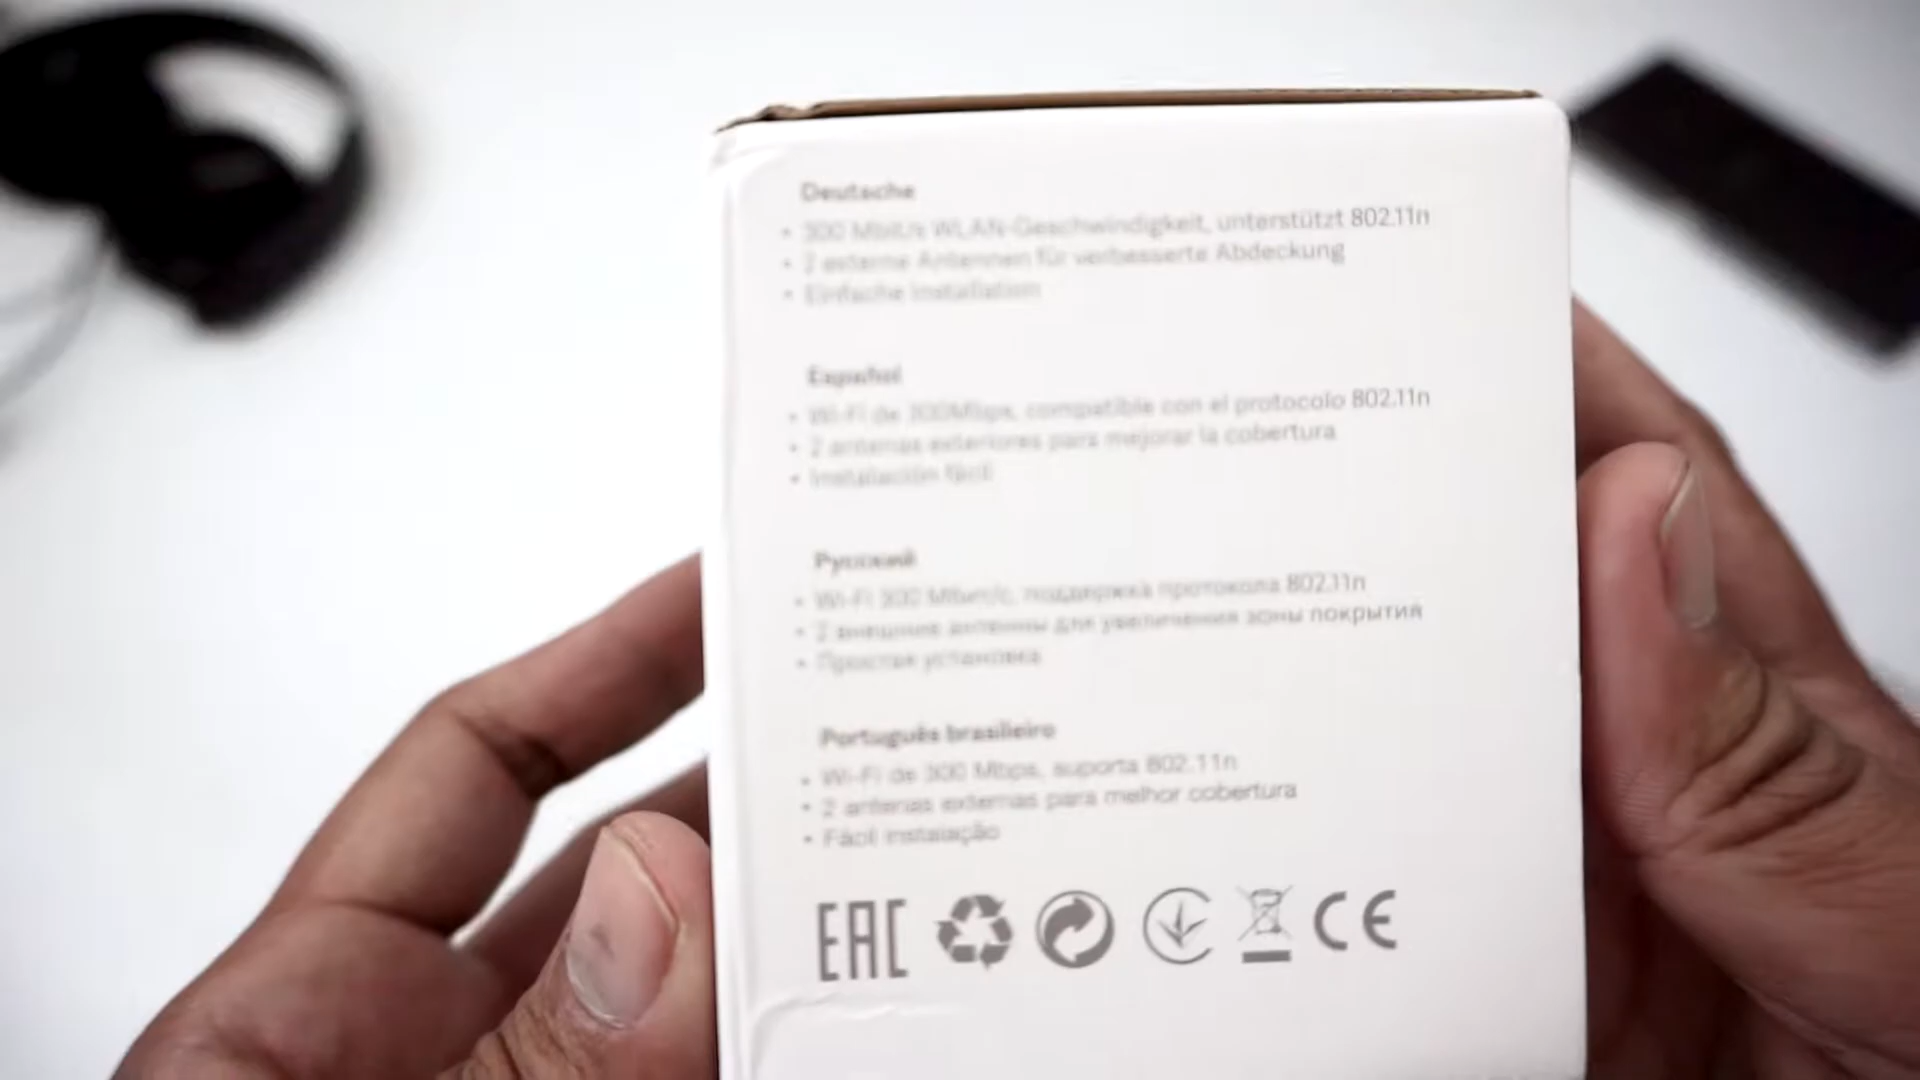 Deutsche
• 300 Mbit/s WLAN-Geschwindigkeit, unterstützt 802.11n
• 2 externe Antennen für verbesserte Abdeckung
• Einfache Installation
Español
• Wi-Fi de 300Mbps, compatible con el protocolo 802.11n
• 2 antenas exteriores para mejorar la cobertura
• Instalación fácil
Русский
• Wi-Fi 300 Мбит/с, поддержка протокола 802.11n
• 2 внешние антенны для увеличения зоны покрытия
• Простая установка
Português brasileiro
• Wi-Fi de 300 Mbps, suporta 802.11n
• 2 antenas externas para melhor cobertura
• Fácil instalação
EAC CE